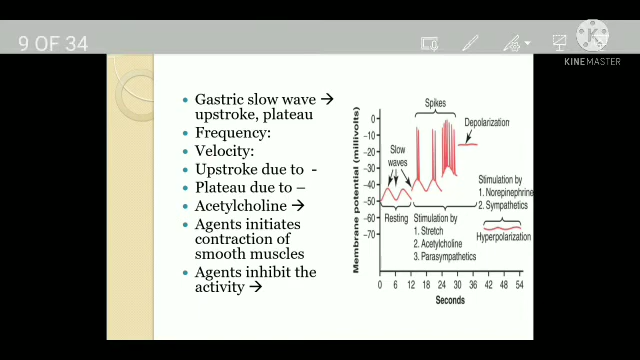 9 OF 34
KINEMASTER
• Gastric slow wave →
upstroke, plateau
• Frequency:
• Velocity:
• Upstroke due to -
• Plateau due to –
• Acetylcholine →
• Agents initiates
contraction of
smooth muscles
• Agents inhibit the
activity →
Spikes
Depolarization
Slow
waves
Membrane potential (millivolts)
0
–10
–20
–30
–40
–50
–60
–70
Resting
Stimulation by
1. Stretch
2. Acetylcholine
3. Parasympathetics
Stimulation by
1. Norepinephrine
2. Sympathetics
Hyperpolarization
0 6 12 18 24 30 36 42 48 54
Seconds